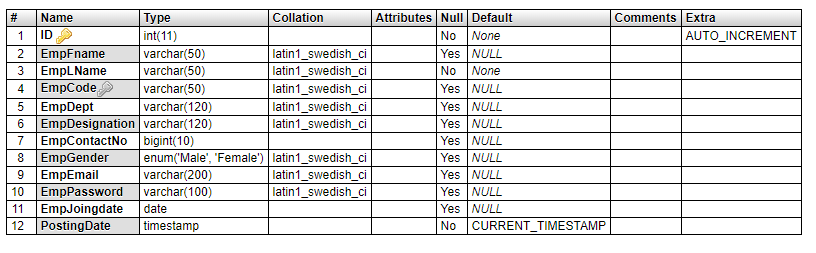 # Name Type Collation Attributes Null Default Comments Extra
1 ID int(11) No None AUTO_INCREMENT
2 EmpFname varchar(50) latin1_swedish_ci Yes NULL
3 EmpLName varchar(50) latin1_swedish_ci No None
4 EmpCode varchar(50) latin1_swedish_ci Yes NULL
5 EmpDept varchar(120) latin1_swedish_ci Yes NULL
6 EmpDesignation varchar(120) latin1_swedish_ci Yes NULL
7 EmpContactNo bigint(10) Yes NULL
8 EmpGender enum('Male', 'Female') latin1_swedish_ci Yes NULL
9 EmpEmail varchar(200) latin1_swedish_ci Yes NULL
10 EmpPassword varchar(100) latin1_swedish_ci Yes NULL
11 EmpJoingdate date Yes NULL
12 PostingDate timestamp No CURRENT_TIMESTAMP